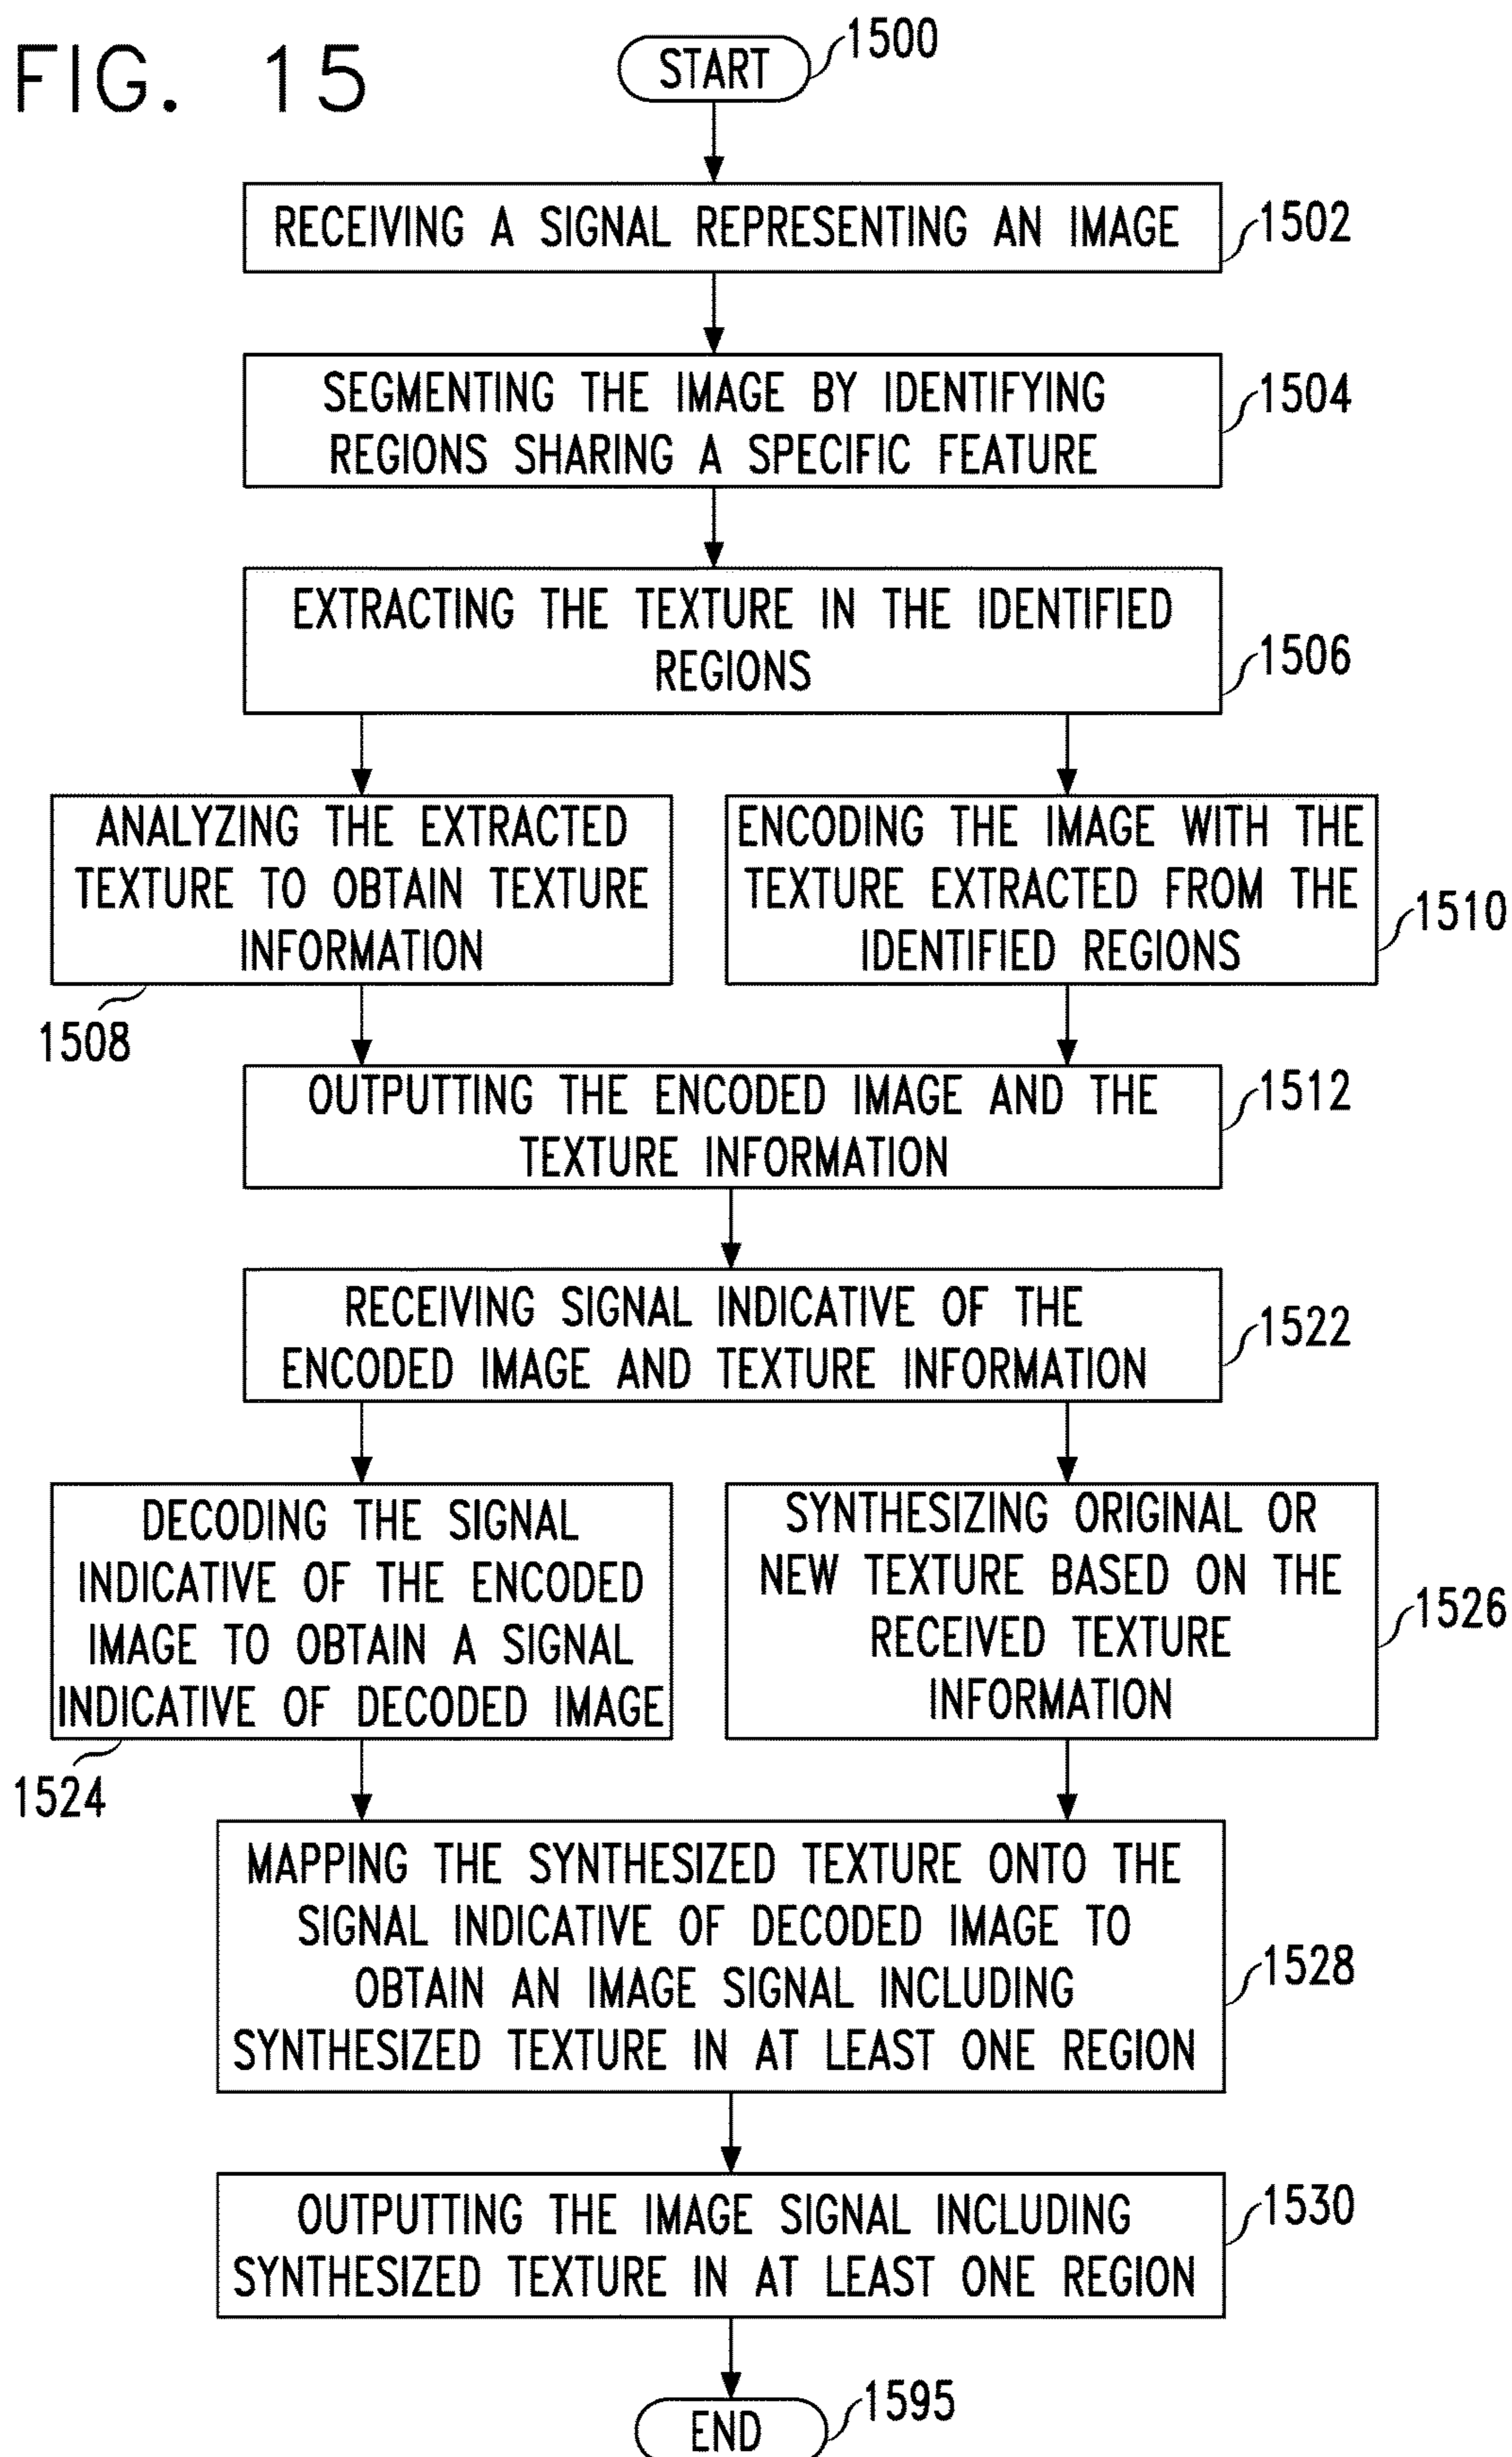 FIG. 15
START
1500
RECEIVING A SIGNAL REPRESENTING AN IMAGE
1502
SEGMENTING THE IMAGE BY IDENTIFYING
REGIONS SHARING A SPECIFIC FEATURE
1504
EXTRACTING THE TEXTURE IN THE IDENTIFIED
REGIONS
1506
ANALYZING THE EXTRACTED
TEXTURE TO OBTAIN TEXTURE
INFORMATION
1508
ENCODING THE IMAGE WITH THE
TEXTURE EXTRACTED FROM THE
IDENTIFIED REGIONS
1510
OUTPUTTING THE ENCODED IMAGE AND THE
TEXTURE INFORMATION
1512
RECEIVING SIGNAL INDICATIVE OF THE
ENCODED IMAGE AND TEXTURE INFORMATION
1522
DECODING THE SIGNAL
INDICATIVE OF THE ENCODED
IMAGE TO OBTAIN A SIGNAL
INDICATIVE OF DECODED IMAGE
1524
SYNTHESIZING ORIGINAL OR
NEW TEXTURE BASED ON THE
RECEIVED TEXTURE
INFORMATION
1526
MAPPING THE SYNTHESIZED TEXTURE ONTO THE
SIGNAL INDICATIVE OF DECODED IMAGE TO
OBTAIN AN IMAGE SIGNAL INCLUDING
SYNTHESIZED TEXTURE IN AT LEAST ONE REGION
1528
OUTPUTTING THE IMAGE SIGNAL INCLUDING
SYNTHESIZED TEXTURE IN AT LEAST ONE REGION
1530
END
1595